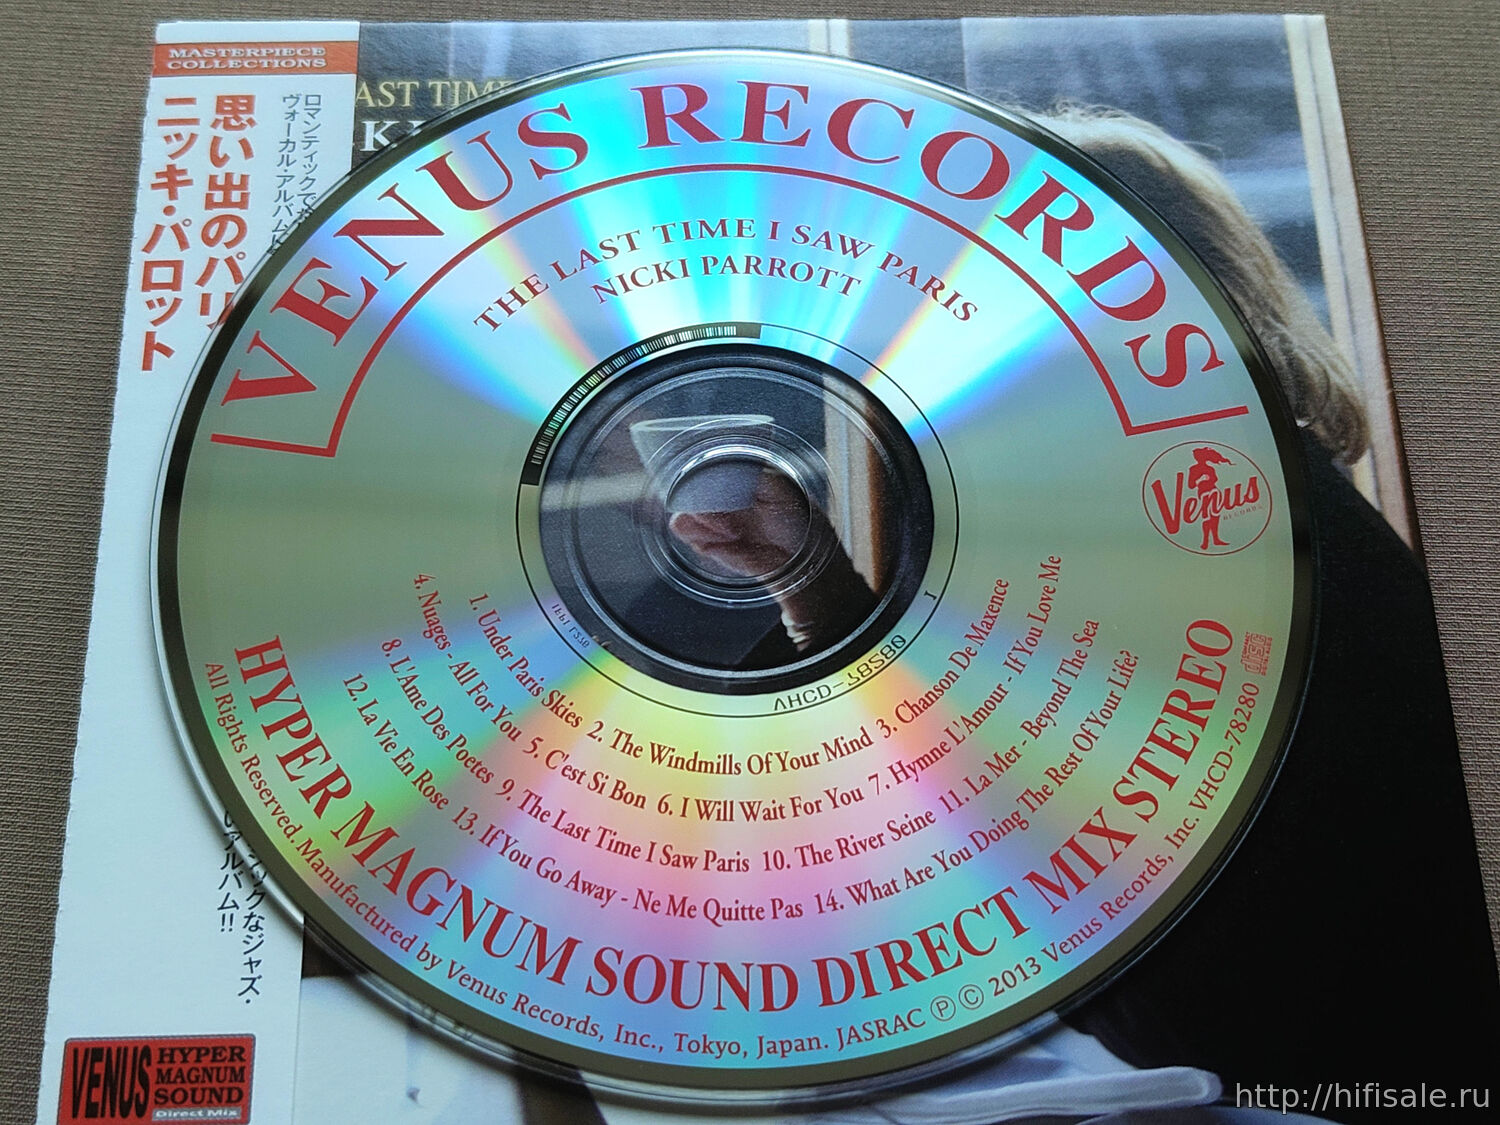 MASTERPIECE
COLLECTIONS
思い出のパリ
ニッキ・パロット
ロマンティックで
ヴォーカル・アルバム
なジャズ・
アルバム!!
VENUS
HYPER
MAGNUM
SOUND
Direct Mix
AST TIME
VENUS RECORDS
THE LAST TIME I SAW PARIS
NICKI PARROTT
Venus
RECORDS
VHCD-78280
1. Under Paris Skies 2. The Windmills Of Your Mind 3. Chanson De Maxence
4. Nuages - All For You 5. C'est Si Bon 6. I Will Wait For You 7. Hymne L'Amour - If You Love Me
8. L'Ame Des Poetes 9. The Last Time I Saw Paris 10. The River Seine 11. La Mer - Beyond The Sea
12. La Vie En Rose 13. If You Go Away - Ne Me Quitte Pas 14. What Are You Doing The Rest Of Your Life?
HYPER MAGNUM SOUND DIRECT MIX STEREO
All Rights Reserved. Manufactured by Venus Records, Inc., Tokyo, Japan. JASRAC Ⓟ Ⓒ 2013 Venus Records, Inc. VHCD-78280
COMPACT
disc
DIGITAL AUDIO
http://hifisale.ru